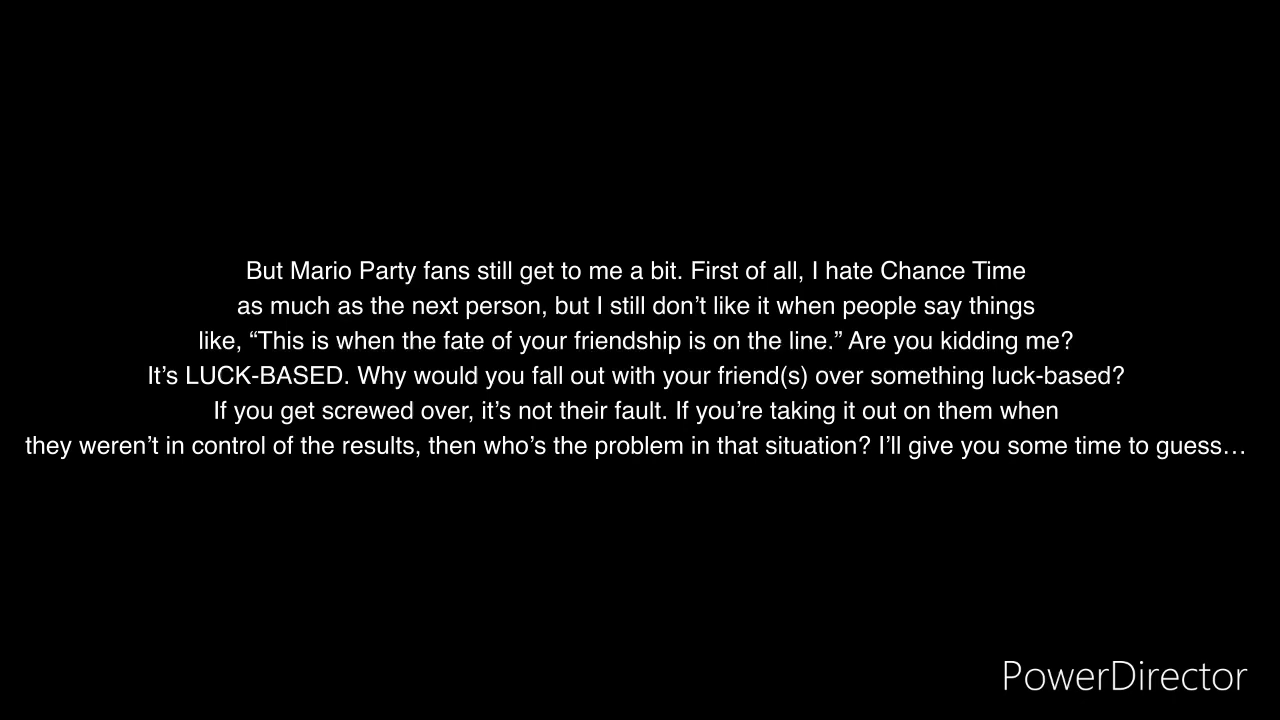 But Mario Party fans still get to me a bit. First of all, I hate Chance Time
as much as the next person, but I still don’t like it when people say things
like, “This is when the fate of your friendship is on the line.” Are you kidding me?
It’s LUCK-BASED. Why would you fall out with your friend(s) over something luck-based?
If you get screwed over, it’s not their fault. If you’re taking it out on them when
they weren’t in control of the results, then who’s the problem in that situation? I’ll give you some time to guess…
PowerDirector